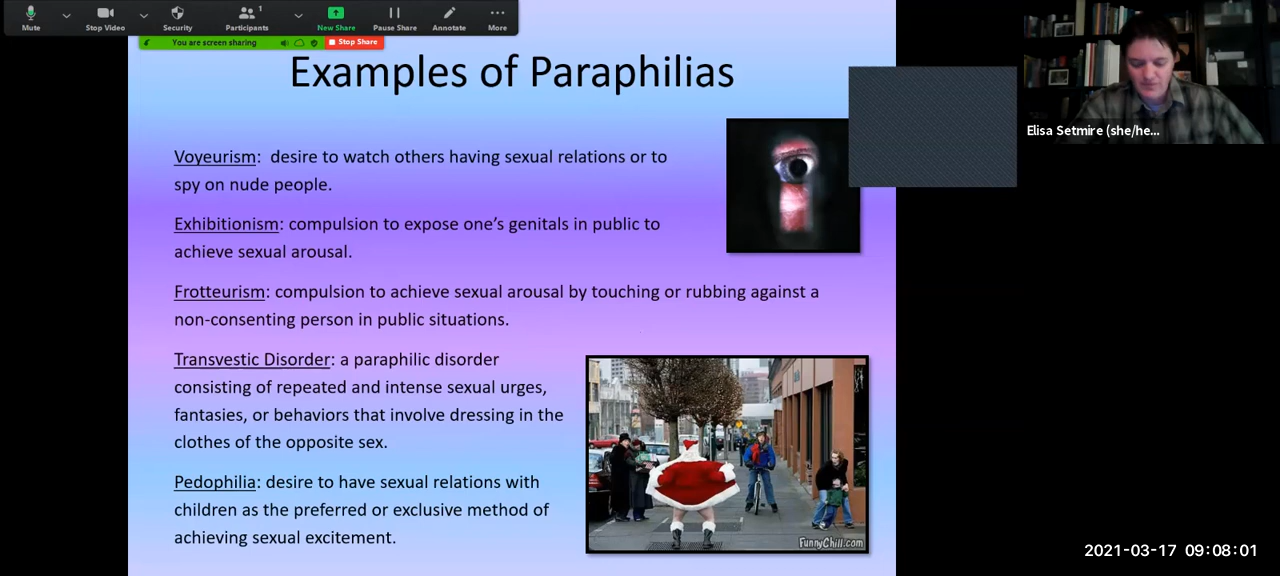 Mute
Stop Video
Security
Participants
1
New Share
Pause Share
Annotate
More
You are screen sharing
Stop Share
Examples of Paraphilias
Voyeurism: desire to watch others having sexual relations or to
spy on nude people.
Exhibitionism: compulsion to expose one's genitals in public to
achieve sexual arousal.
Frotteurism: compulsion to achieve sexual arousal by touching or rubbing against a
non-consenting person in public situations.
Transvestic Disorder: a paraphilic disorder
consisting of repeated and intense sexual urges,
fantasies, or behaviors that involve dressing in the
clothes of the opposite sex.
Pedophilia: desire to have sexual relations with
children as the preferred or exclusive method of
achieving sexual excitement.
FunnyChill.com
Elisa Setmire (she/he...
2021-03-17 09:08:01